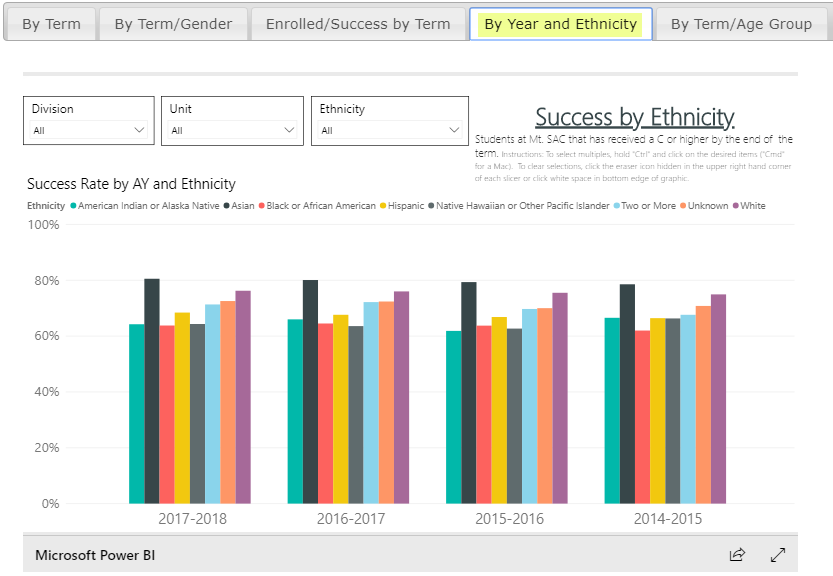 By Term By Term/Gender Enrolled/Success by Term By Year and Ethnicity By Term/Age Group
Division
All
Unit
All
Ethnicity
All
Success by Ethnicity
Students at Mt. SAC that has received a C or higher by the end of the
term. Instructions: To select multiples, hold "Ctrl" and click on the desired items ("Cmd"
for a Mac). To clear selections, click the eraser icon hidden in the upper right hand corner
of each slicer or click white space in bottom edge of graphic.
Success Rate by AY and Ethnicity
Ethnicity American Indian or Alaska Native Asian Black or African American Hispanic Native Hawaiian or Other Pacific Islander Two or More Unknown White
100%
80%
60%
40%
20%
0%
2017-2018 2016-2017 2015-2016 2014-2015
Microsoft Power BI